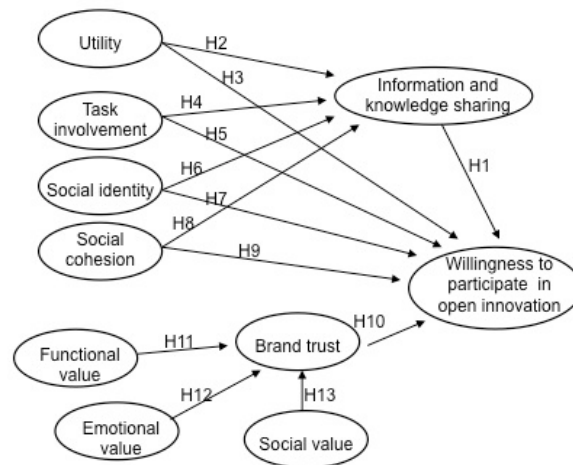 Utility
H2
H3
Information and
knowledge sharing
Task
involvement
H4
H5
H1
Social identity
H6
H7
Social
cohesion
H8
H9
Willingness to
participate in
open innovation
H10
Functional
value
H11
Brand trust
H12
H13
Emotional
value
Social value